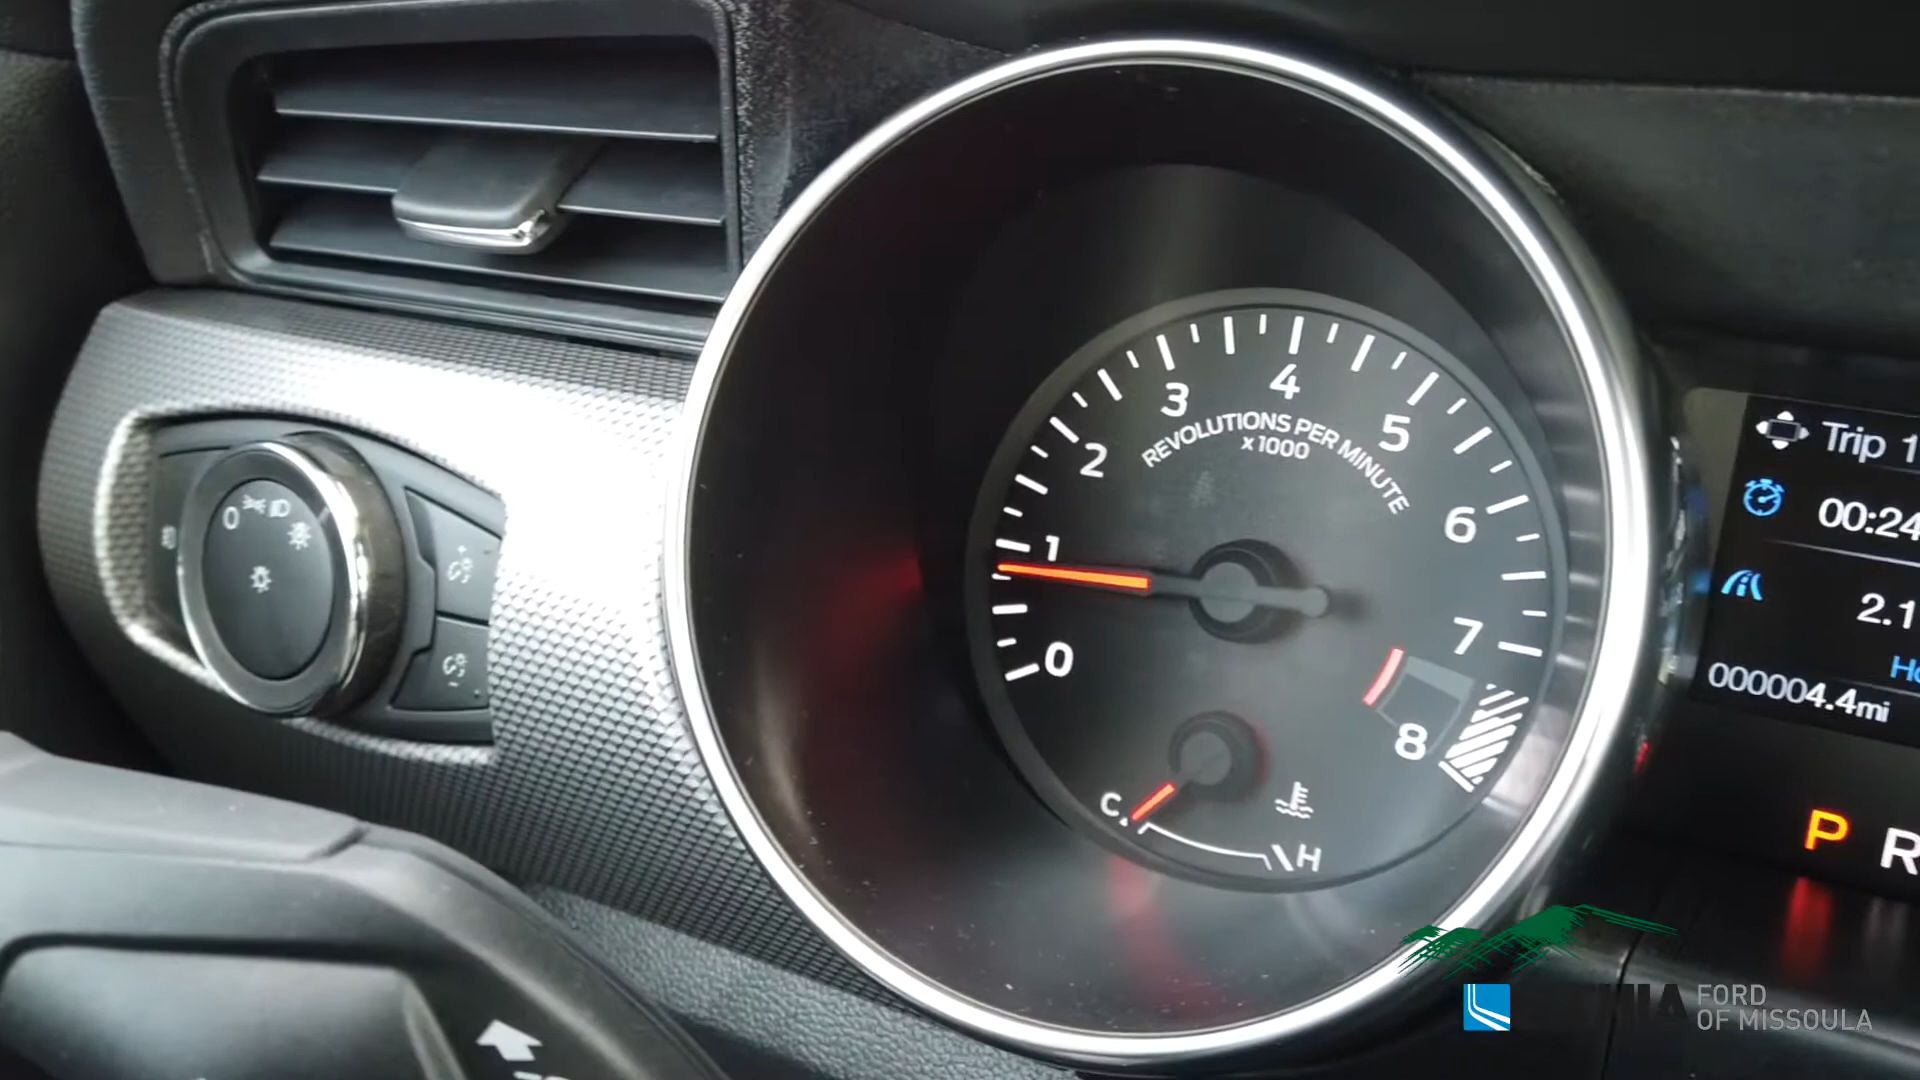 0
1
2
3
4
5
6
7
8
REVOLUTIONS PER MINUTE
x1000
C
H
Trip 1
00:24
2.1
000004.4mi
P R
FORD
OF MISSOULA